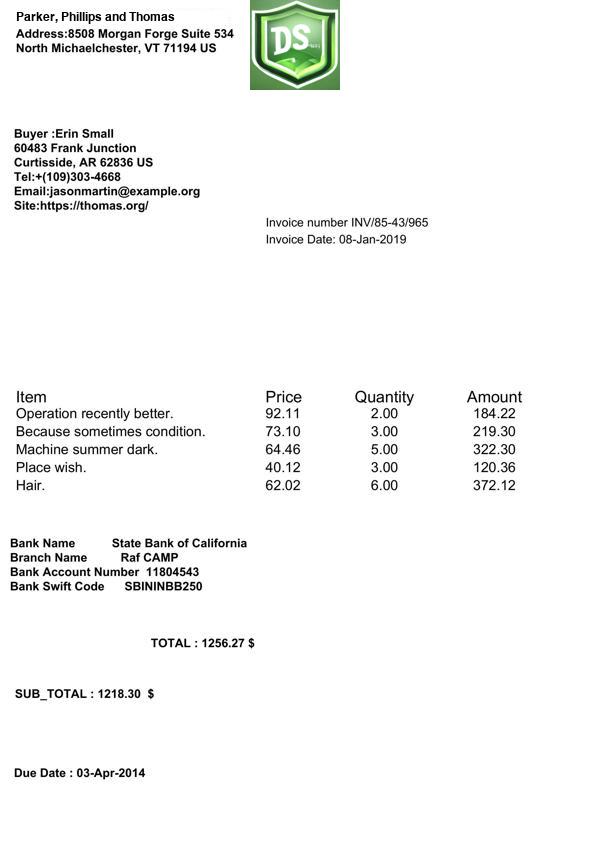 Parker, Phillips and Thomas
Address:8508 Morgan Forge Suite 534
North Michaelchester, VT 71194 US
DS
Buyer :Erin Small
60483 Frank Junction
Curtisside, AR 62836 US
Tel:+(109)303-4668
Email:jasonmartin@example.org
Site:https://thomas.org/
Invoice number INV/85-43/965
Invoice Date: 08-Jan-2019
Item Price Quantity Amount
Operation recently better. 92.11 2.00 184.22
Because sometimes condition. 73.10 3.00 219.30
Machine summer dark. 64.46 5.00 322.30
Place wish. 40.12 3.00 120.36
Hair. 62.02 6.00 372.12
Bank Name State Bank of California
Branch Name Raf CAMP
Bank Account Number 11804543
Bank Swift Code SBININBB250
TOTAL : 1256.27 $
SUB_TOTAL : 1218.30 $
Due Date : 03-Apr-2014